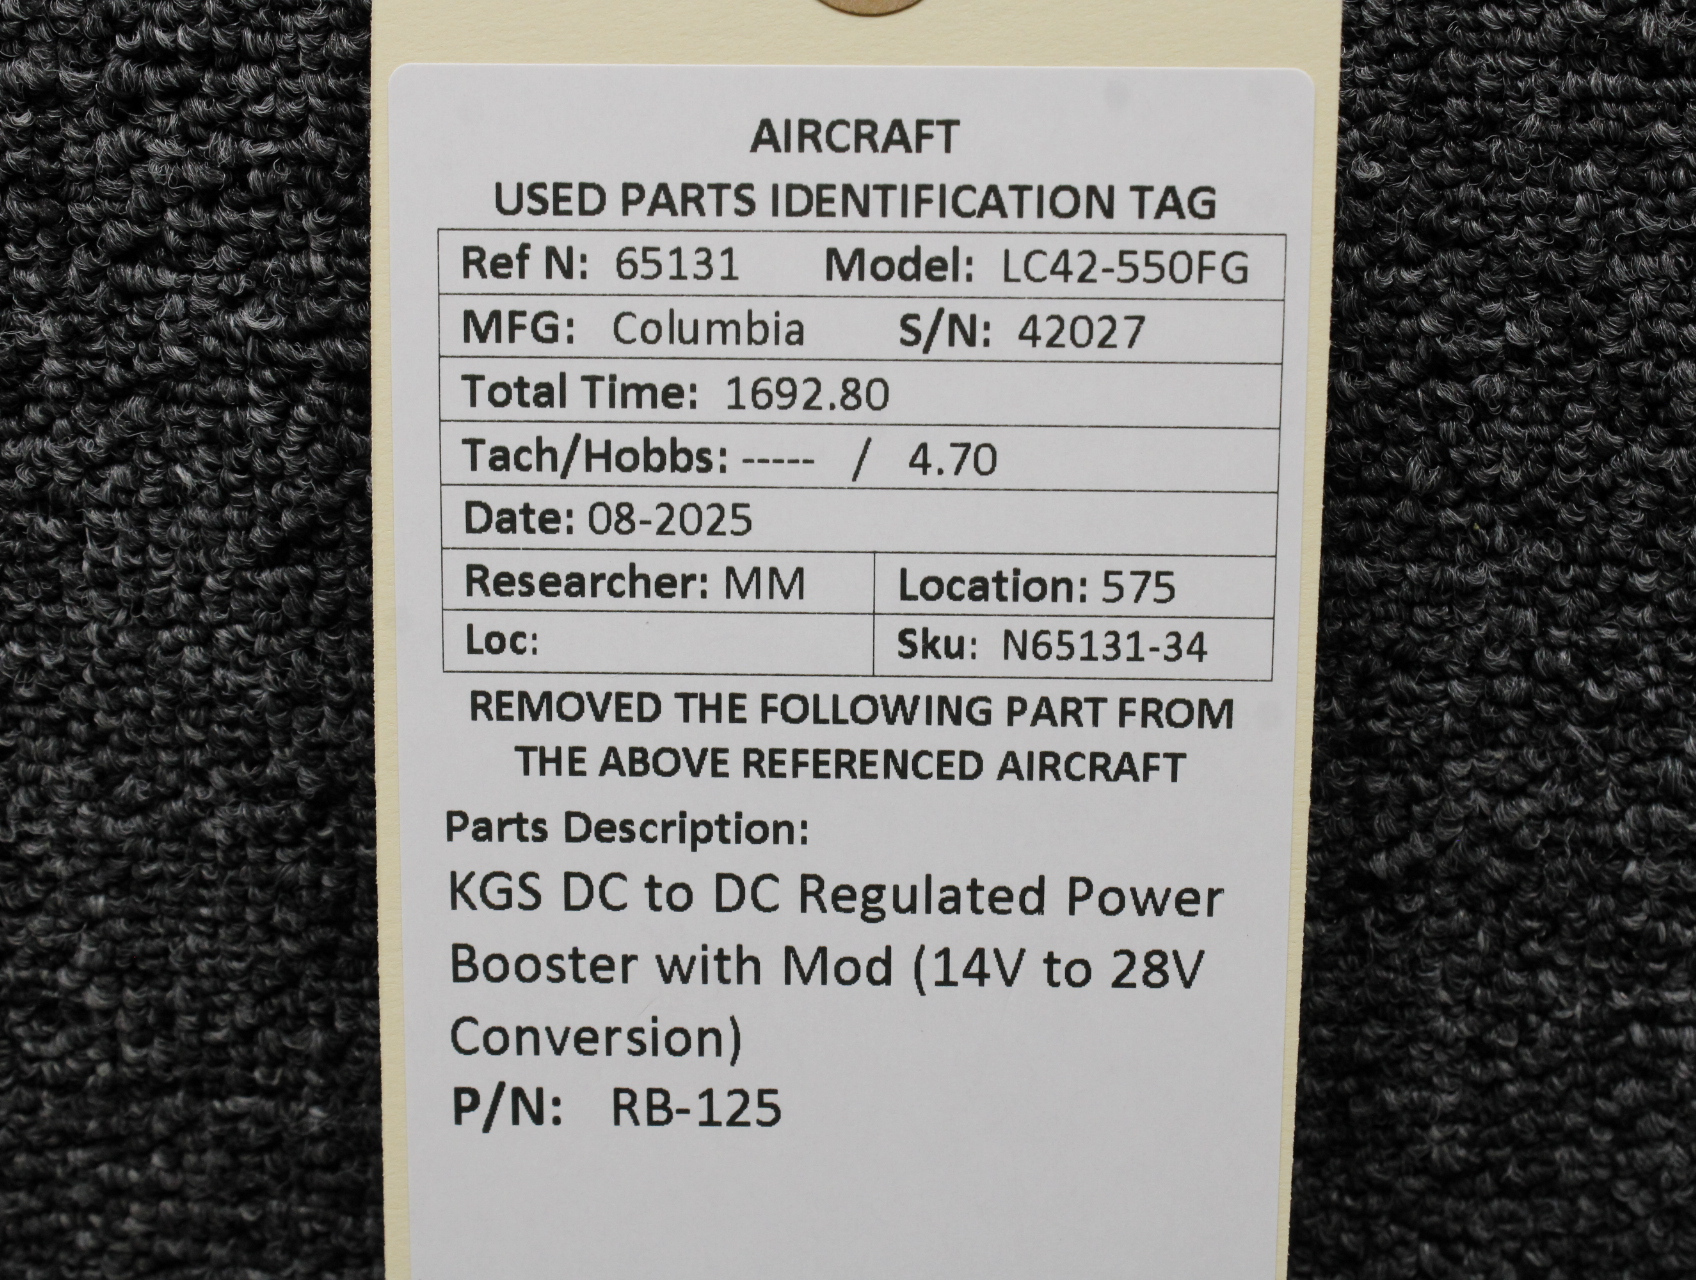 AIRCRAFT
USED PARTS IDENTIFICATION TAG
Ref N: 65131 Model: LC42-550FG
MFG: Columbia S/N: 42027
Total Time: 1692.80
Tach/Hobbs: ----- / 4.70
Date: 08-2025
Researcher: MM Location: 575
Loc: Sku: N65131-34
REMOVED THE FOLLOWING PART FROM
THE ABOVE REFERENCED AIRCRAFT
Parts Description:
KGS DC to DC Regulated Power
Booster with Mod (14V to 28V
Conversion)
P/N: RB-125